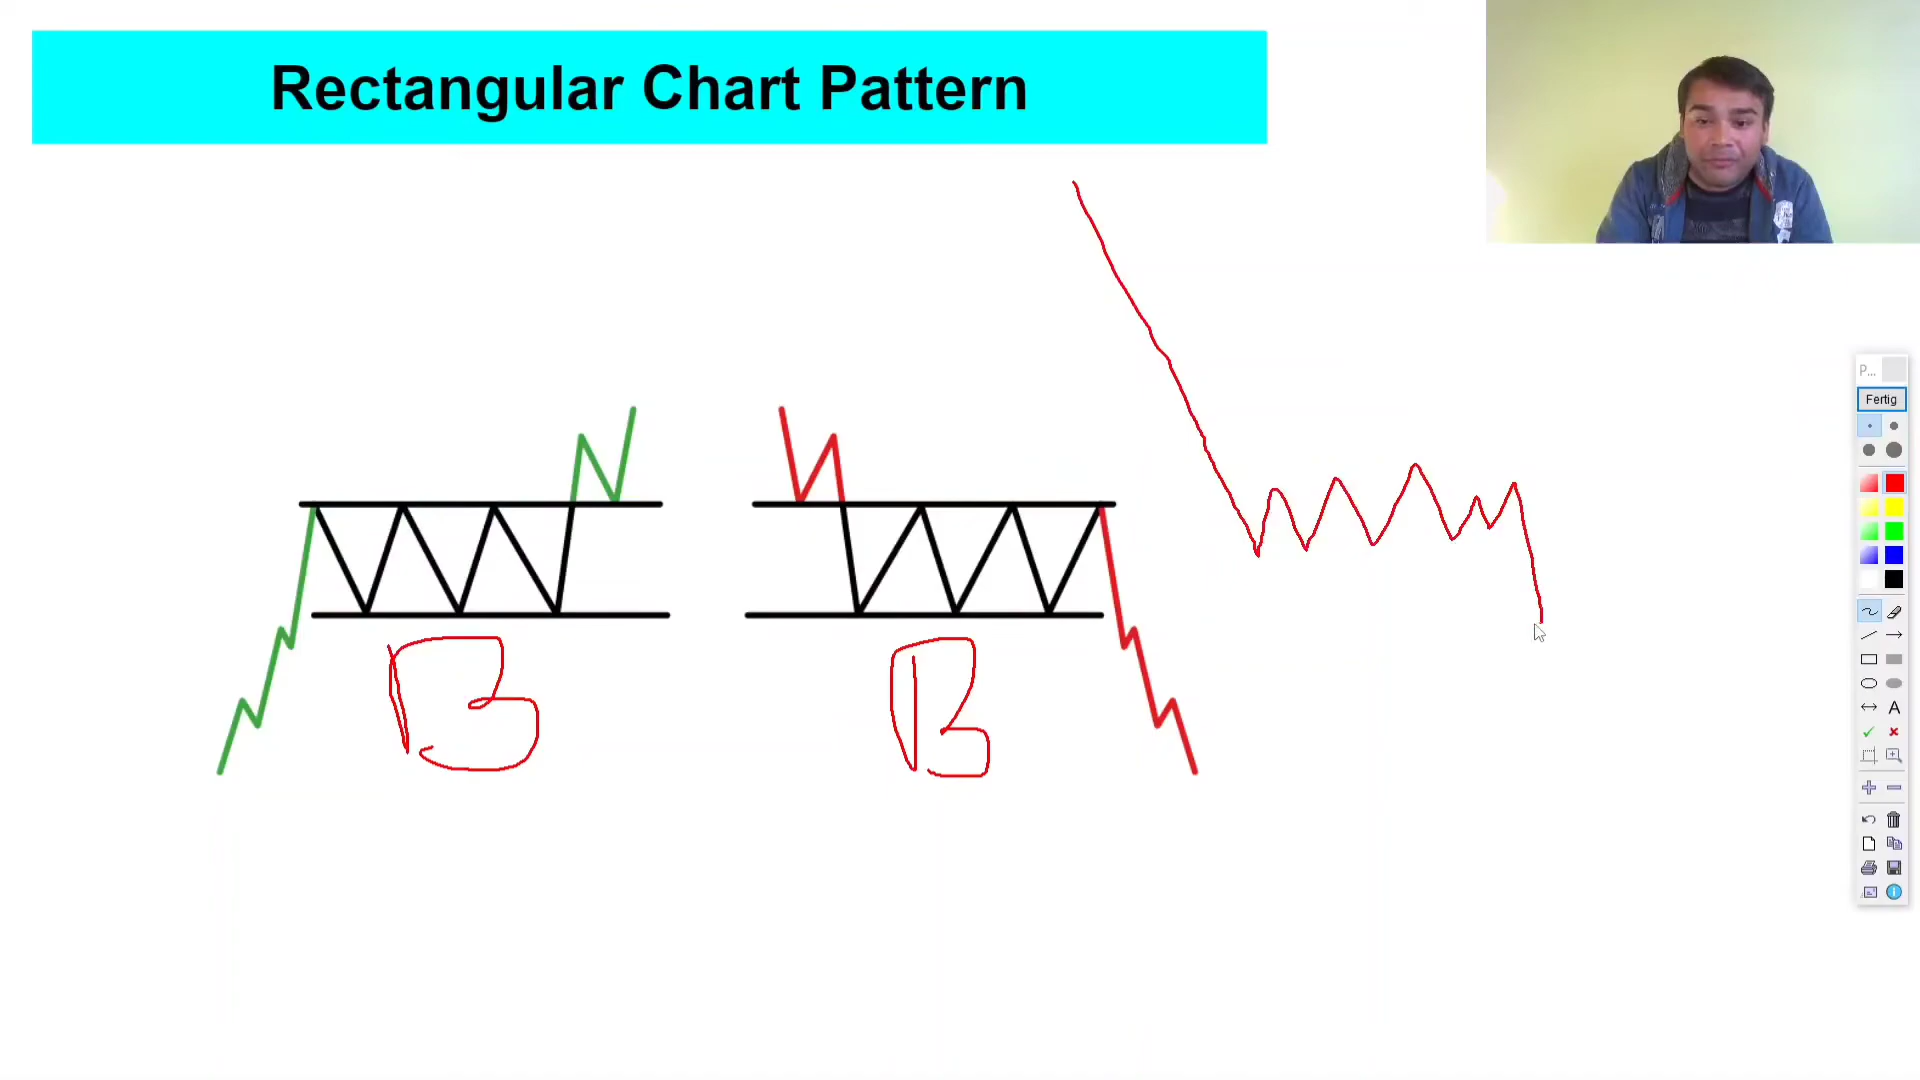 Rectangular Chart Pattern
P...
Fertig
B
B
A